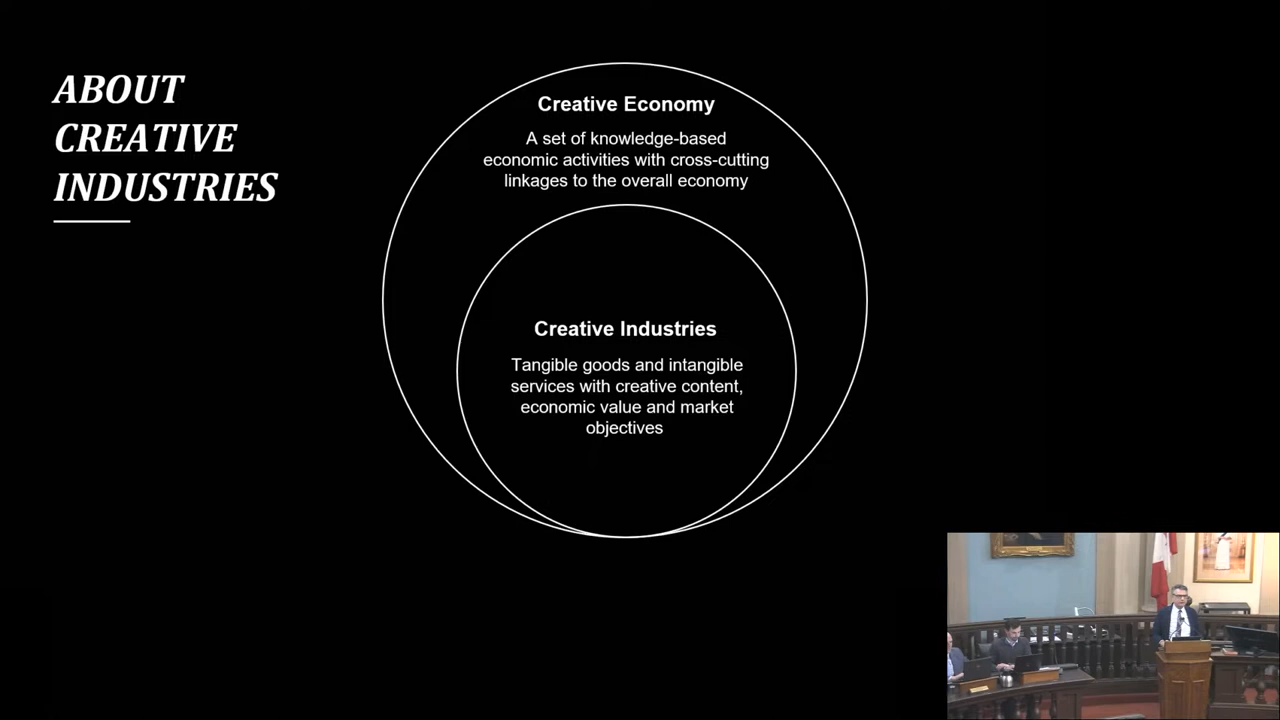 ABOUT
CREATIVE
INDUSTRIES
Creative Economy
A set of knowledge-based
economic activities with cross-cutting
linkages to the overall economy
Creative Industries
Tangible goods and intangible
services with creative content,
economic value and market
objectives